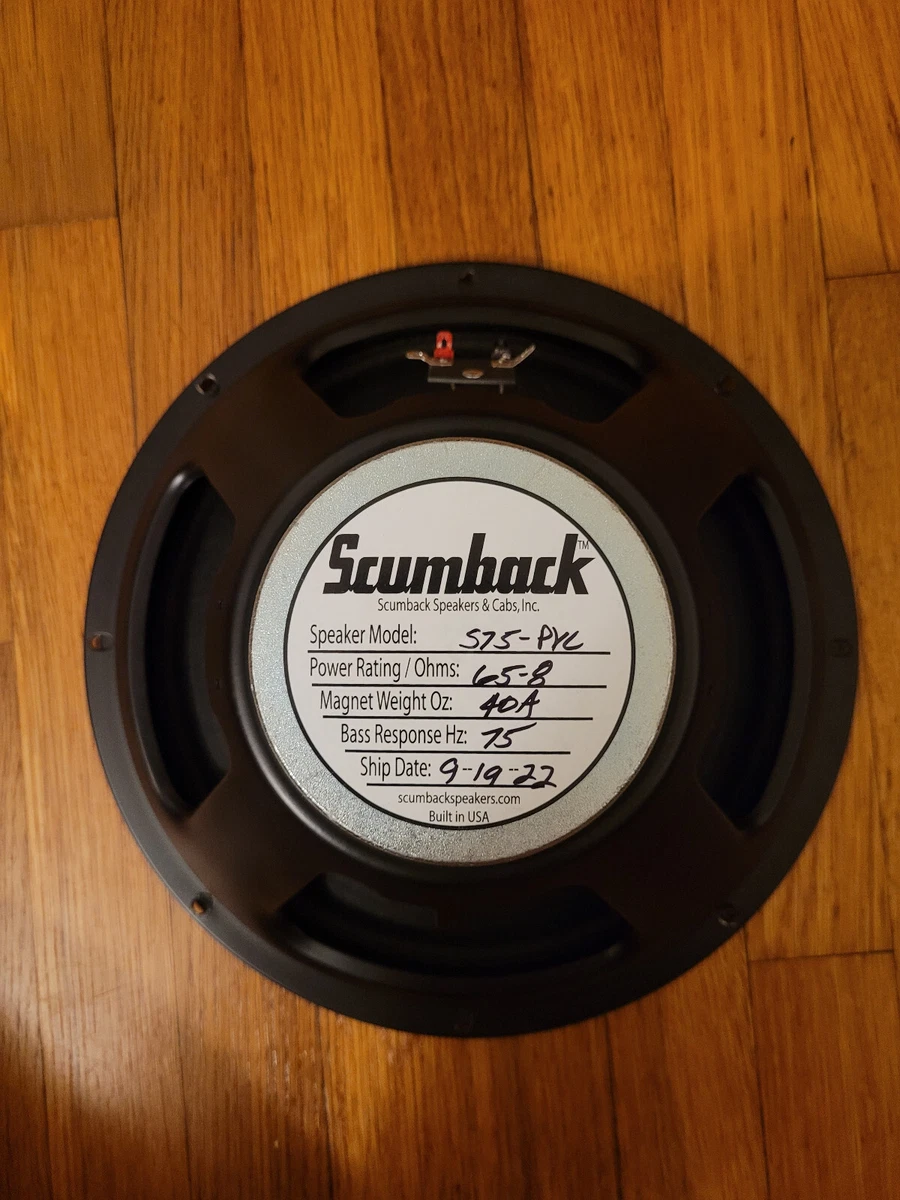 Scumback™
Scumback Speakers & Cabs, Inc.
Speaker Model: S75-PVC
Power Rating / Ohms: 65-8
Magnet Weight Oz: 40A
Bass Response Hz: 75
Ship Date: 9-19-22
scumbackspeakers.com
Built in USA